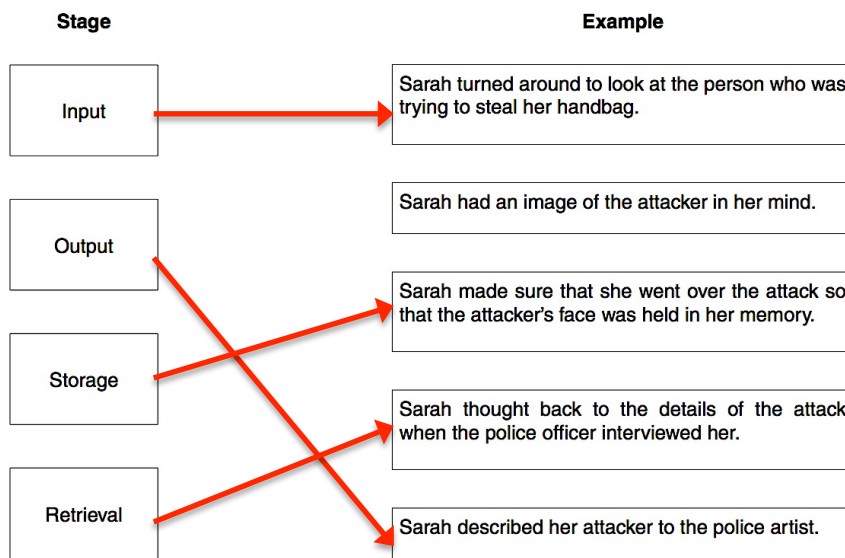 Stage
Example
Input
Sarah turned around to look at the person who was
trying to steal her handbag.
Sarah had an image of the attacker in her mind.
Output
Sarah made sure that she went over the attack so
that the attacker's face was held in her memory.
Storage
Sarah thought back to the details of the attack
when the police officer interviewed her.
Retrieval
Sarah described her attacker to the police artist.